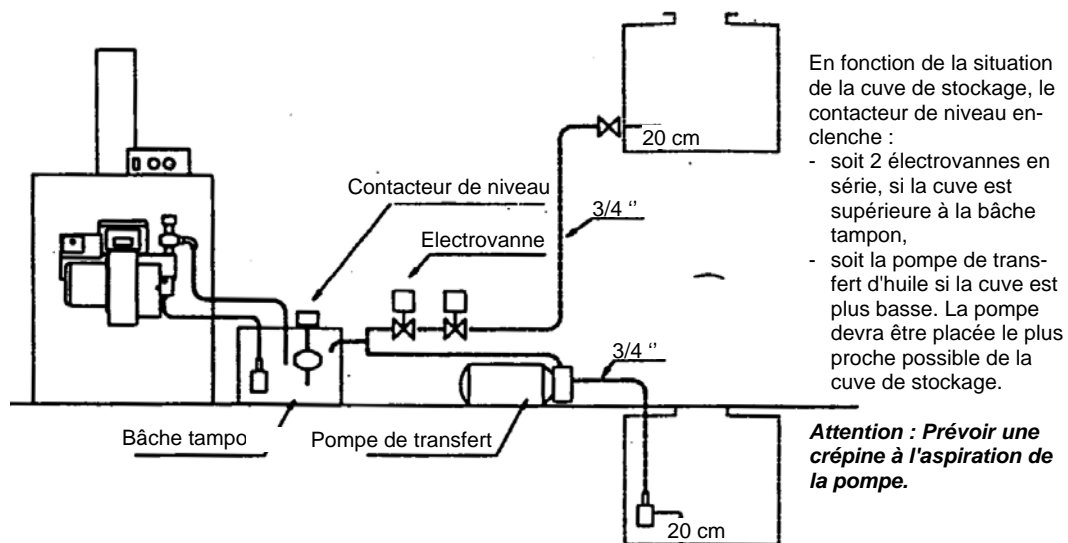 20 cm
Contacteur de niveau
3/4 ‘’
Electrovanne
3/4 ‘’
Bâche tampo
Pompe de transfert
20 cm
En fonction de la situation
de la cuve de stockage, le
contacteur de niveau en-
clenche :
- soit 2 électrovannes en
série, si la cuve est
supérieure à la bâche
tampon,
- soit la pompe de trans-
fert d'huile si la cuve est
plus basse. La pompe
devra être placée le plus
proche possible de la
cuve de stockage.
Attention : Prévoir une
crépine à l'aspiration de
la pompe.